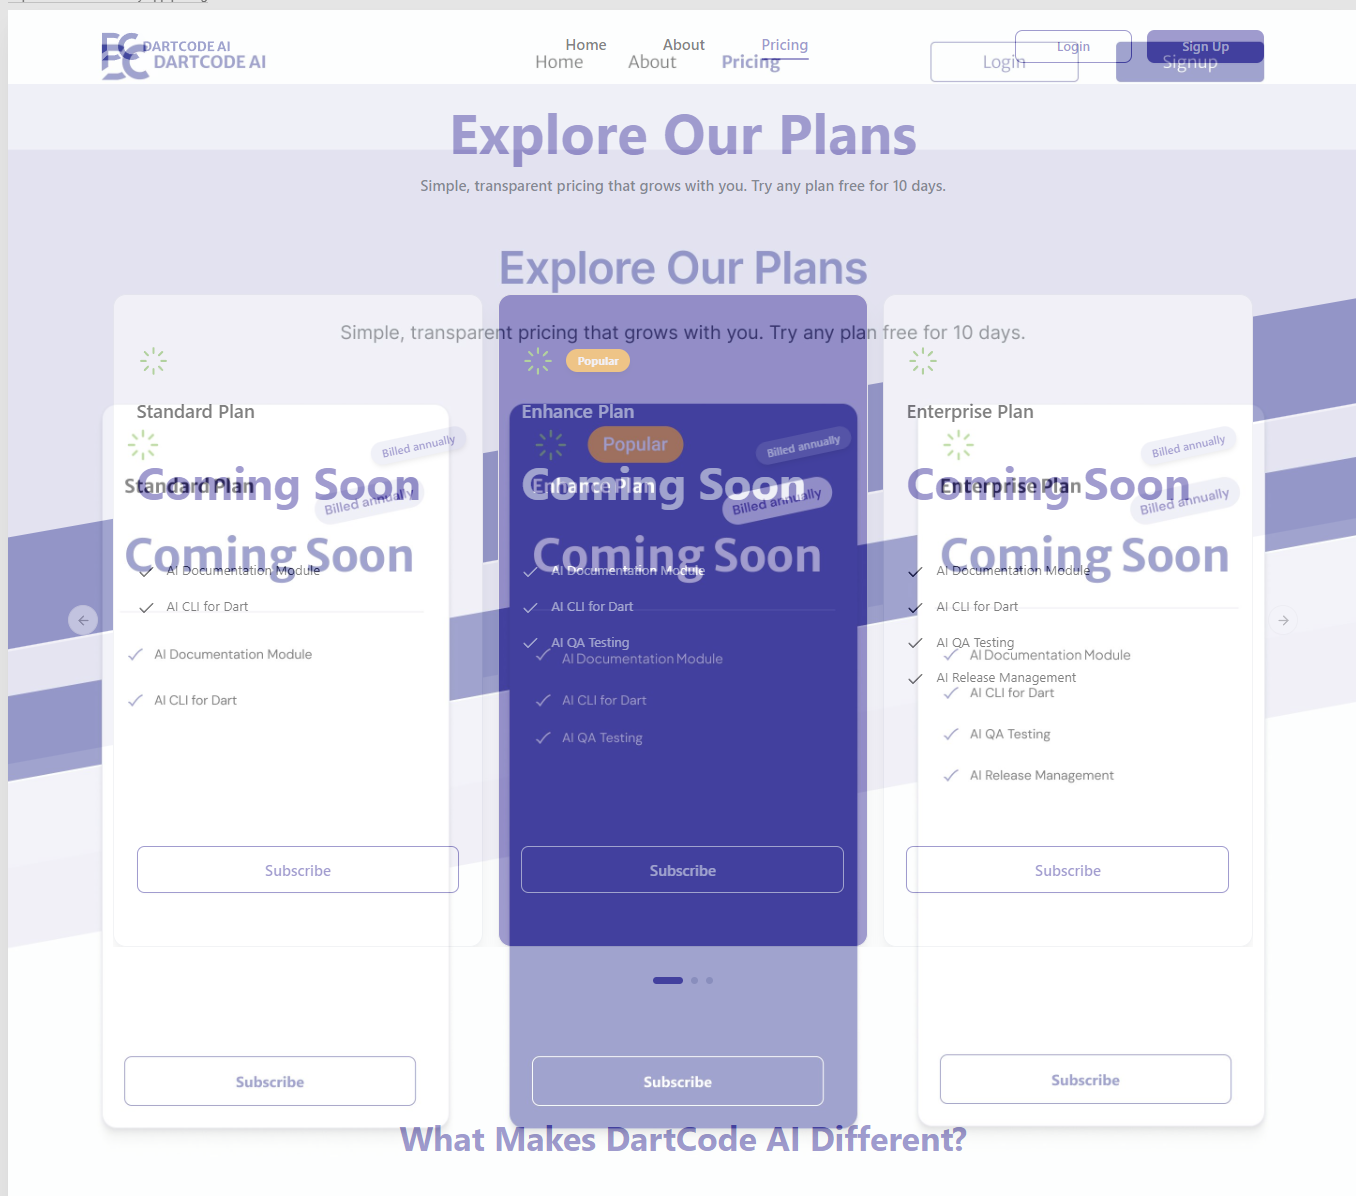 DARTCODE AI
Home
About
Pricing
Login
Sign Up
DARTCODE AI
Home
About
Pricing
Login
Signup
Explore Our Plans
Simple, transparent pricing that grows with you. Try any plan free for 10 days.
Explore Our Plans
Simple, transparent pricing that grows with you. Try any plan free for 10 days.
Popular
Standard Plan
Enhance Plan
Enterprise Plan
Billed annually
Popular
Billed annually
Billed annually
Coming Soon
Coming Soon
Coming Soon
Standard Plan
Billed annually
Enhance Plan
Billed annually
Enterprise Plan
Billed annually
Coming Soon
Coming Soon
Coming Soon
AI Documentation Module
AI CLI for Dart
AI Documentation Module
AI CLI for Dart
AI QA Testing
AI Documentation Module
AI CLI for Dart
AI QA Testing
AI Release Management
AI Documentation Module
AI CLI for Dart
AI Documentation Module
AI CLI for Dart
AI QA Testing
AI Documentation Module
AI CLI for Dart
AI QA Testing
AI Release Management
Subscribe
Subscribe
Subscribe
Subscribe
Subscribe
Subscribe
What Makes DartCode AI Different?